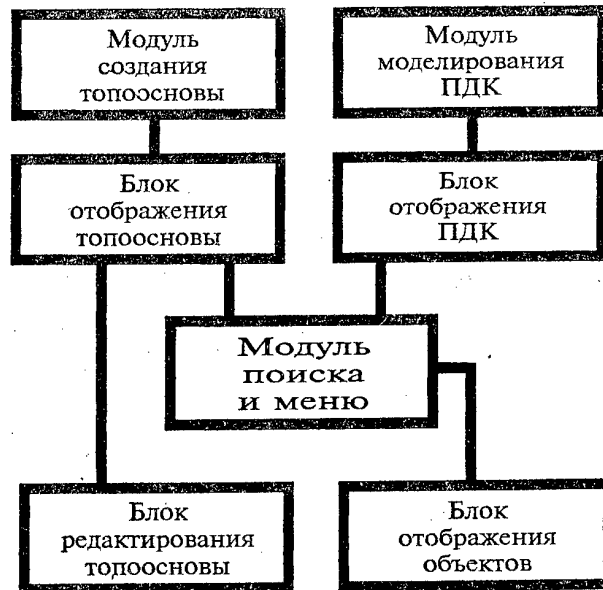 Модуль
создания
топоосновы
Модуль
моделирования
ПДК
Блок
отображения
топоосновы
Блок
отображения
ПДК
Модуль
поиска
и меню
Блок
редактирования
топоосновы
Блок
отображения
объектов